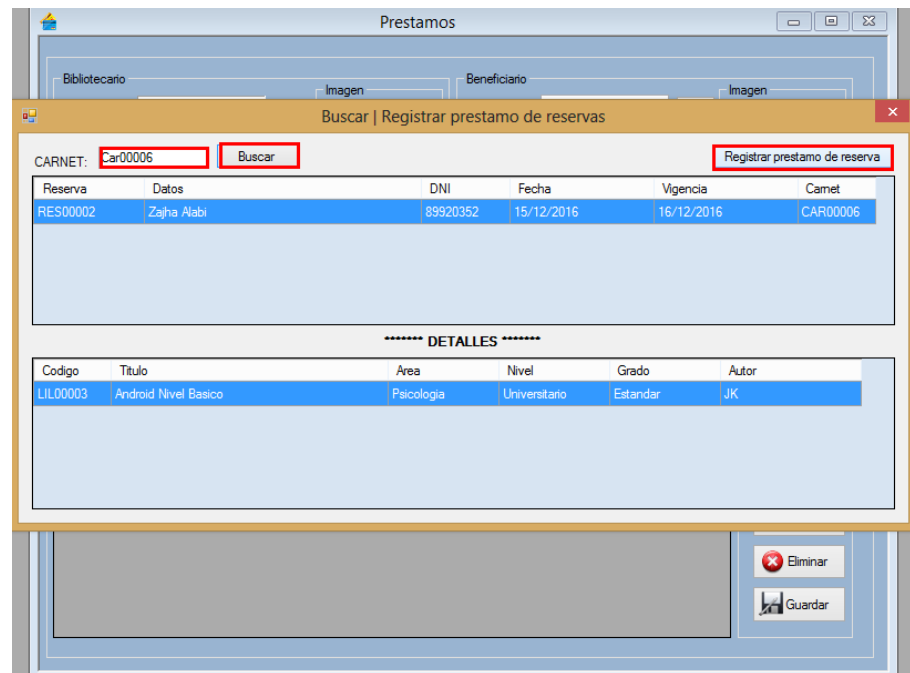 Prestamos
Bibliotecario Beneficiario
Imagen Imagen
Buscar | Registrar prestamo de reservas
CARNET: Car00006 Buscar Registrar prestamo de reserva
Reserva Datos DNI Fecha Vigencia Carnet
RES00002 Zajha Alabi 89920352 15/12/2016 16/12/2016 CAR00006
******* DETALLES *******
Codigo Titulo Area Nivel Grado Autor
LIL00003 Android Nivel Basico Psicologia Universitario Estandar JK
Eliminar
Guardar